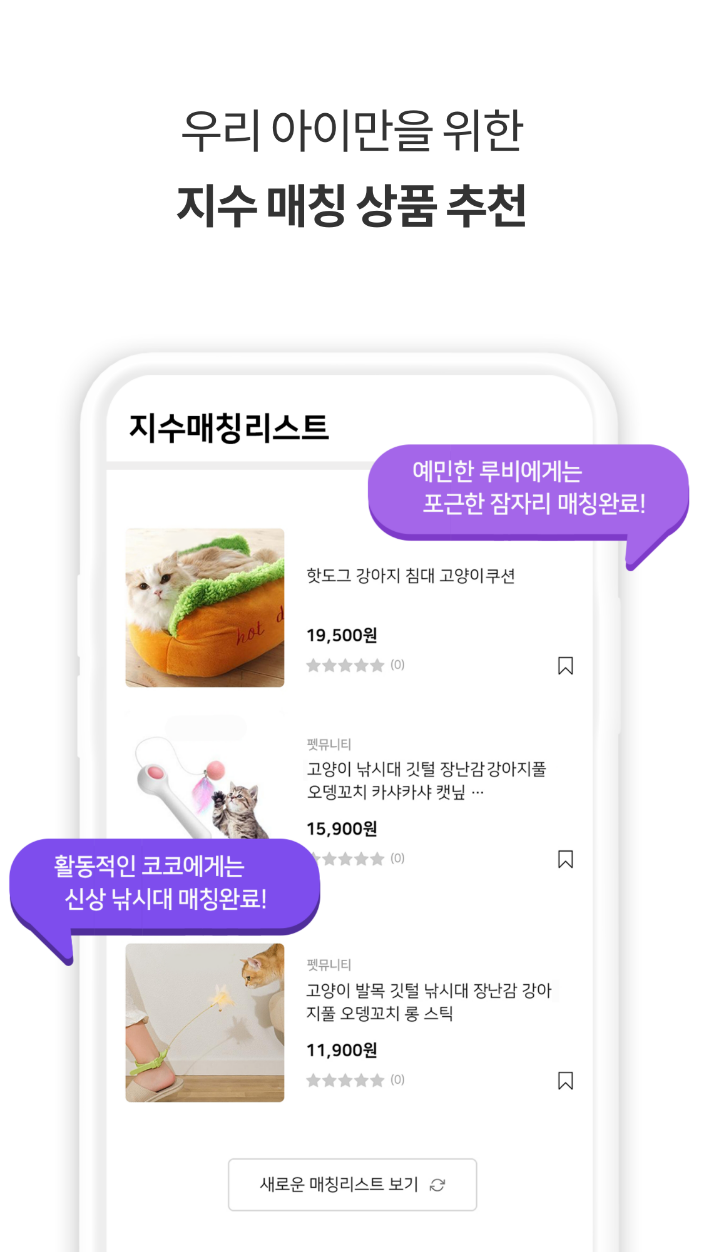 우리 아이만을 위한
지수 매칭 상품 추천
지수매칭리스트
예민한 루비에게는
포근한 잠자리 매칭완료!
핫도그 강아지 침대 고양이쿠션
hot d
19,500원
(0)
펫뮤니티
고양이 낚시대 깃털 장난감강아지풀
오뎅꼬치 카샤카샤 캣닢 ···
15,900원
(0)
활동적인 코코에게는
신상 낚시대 매칭완료!
펫뮤니티
고양이 발목 깃털 낚시대 장난감 강아
지풀 오뎅꼬치 롱 스틱
11,900원
(0)
새로운 매칭리스트 보기